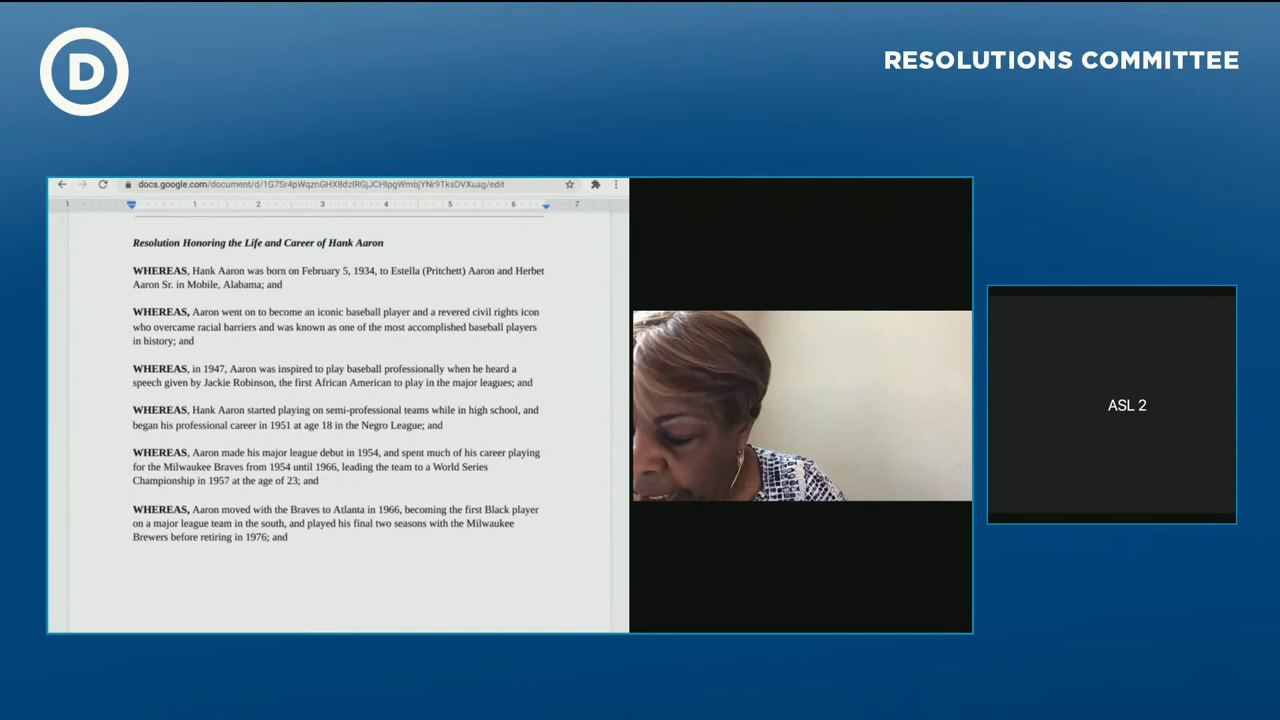 D
RESOLUTIONS COMMITTEE
docs.google.com/document/d/1G7Sr4pWqznGHX8dzlRGjJCHlpgWmbjYNr9TksDVXuag/edit
1 1 2 3 4 5 6 7
Resolution Honoring the Life and Career of Hank Aaron
WHEREAS, Hank Aaron was born on February 5, 1934, to Estella (Pritchett) Aaron and Herbet
Aaron Sr. in Mobile, Alabama; and
WHEREAS, Aaron went on to become an iconic baseball player and a revered civil rights icon
who overcame racial barriers and was known as one of the most accomplished baseball players
in history; and
WHEREAS, in 1947, Aaron was inspired to play baseball professionally when he heard a
speech given by Jackie Robinson, the first African American to play in the major leagues; and
WHEREAS, Hank Aaron started playing on semi-professional teams while in high school, and
began his professional career in 1951 at age 18 in the Negro League; and
WHEREAS, Aaron made his major league debut in 1954, and spent much of his career playing
for the Milwaukee Braves from 1954 until 1966, leading the team to a World Series
Championship in 1957 at the age of 23; and
WHEREAS, Aaron moved with the Braves to Atlanta in 1966, becoming the first Black player
on a major league team in the south, and played his final two seasons with the Milwaukee
Brewers before retiring in 1976; and
ASL 2